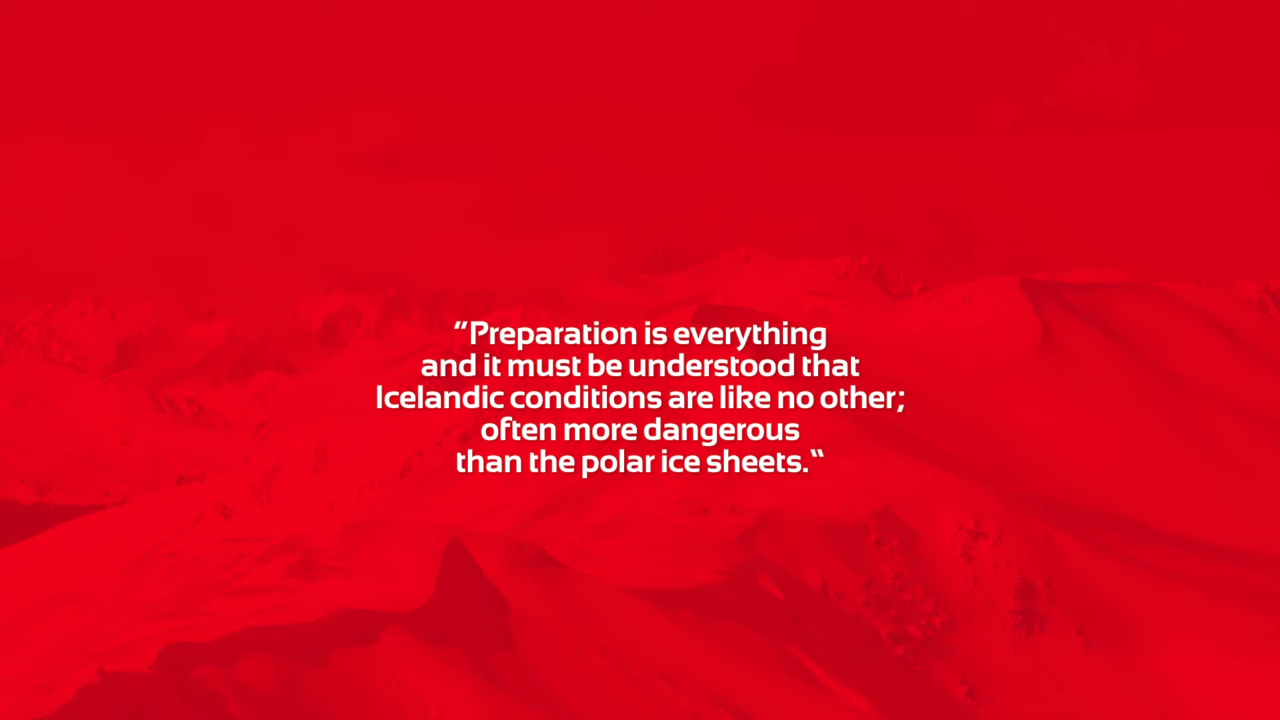 ”Preparation is everything
and it must be understood that
Icelandic conditions are like no other;
often more dangerous
than the polar ice sheets.“